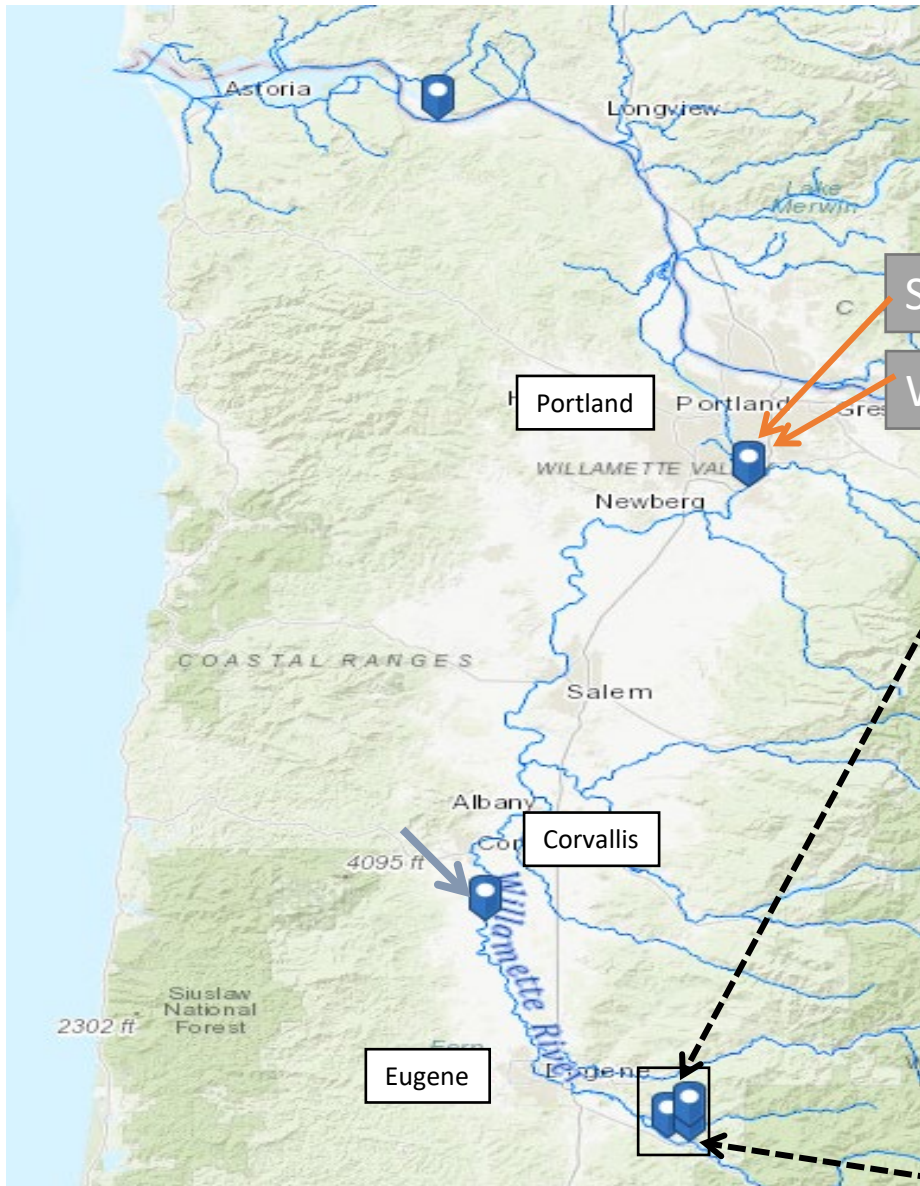 Astoria
Longview
Lake
Merwin
C
S
W
H
Portland
Portland
Gres
WILLAMETTE VAL
Newberg
COASTAL RANGES
Salem
Albany
Cor
Corvallis
4095 ft
Willamette River
Siuslaw
National
Forest
2302 ft
Fern
Eugene
Eugene